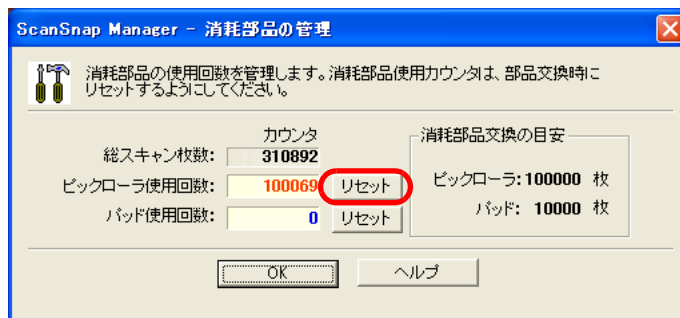 ScanSnap Manager - 消耗部品の管理
消耗部品の使用回数を管理します。消耗部品使用カウンタは、部品交換時に
リセットするようにしてください。
カウンタ
総スキャン枚数: 310892
ピックローラ使用回数: 100069 リセット
パッド使用回数: 0 リセット
消耗部品交換の目安
ピックローラ: 100000 枚
パッド: 10000 枚
OK ヘルプ